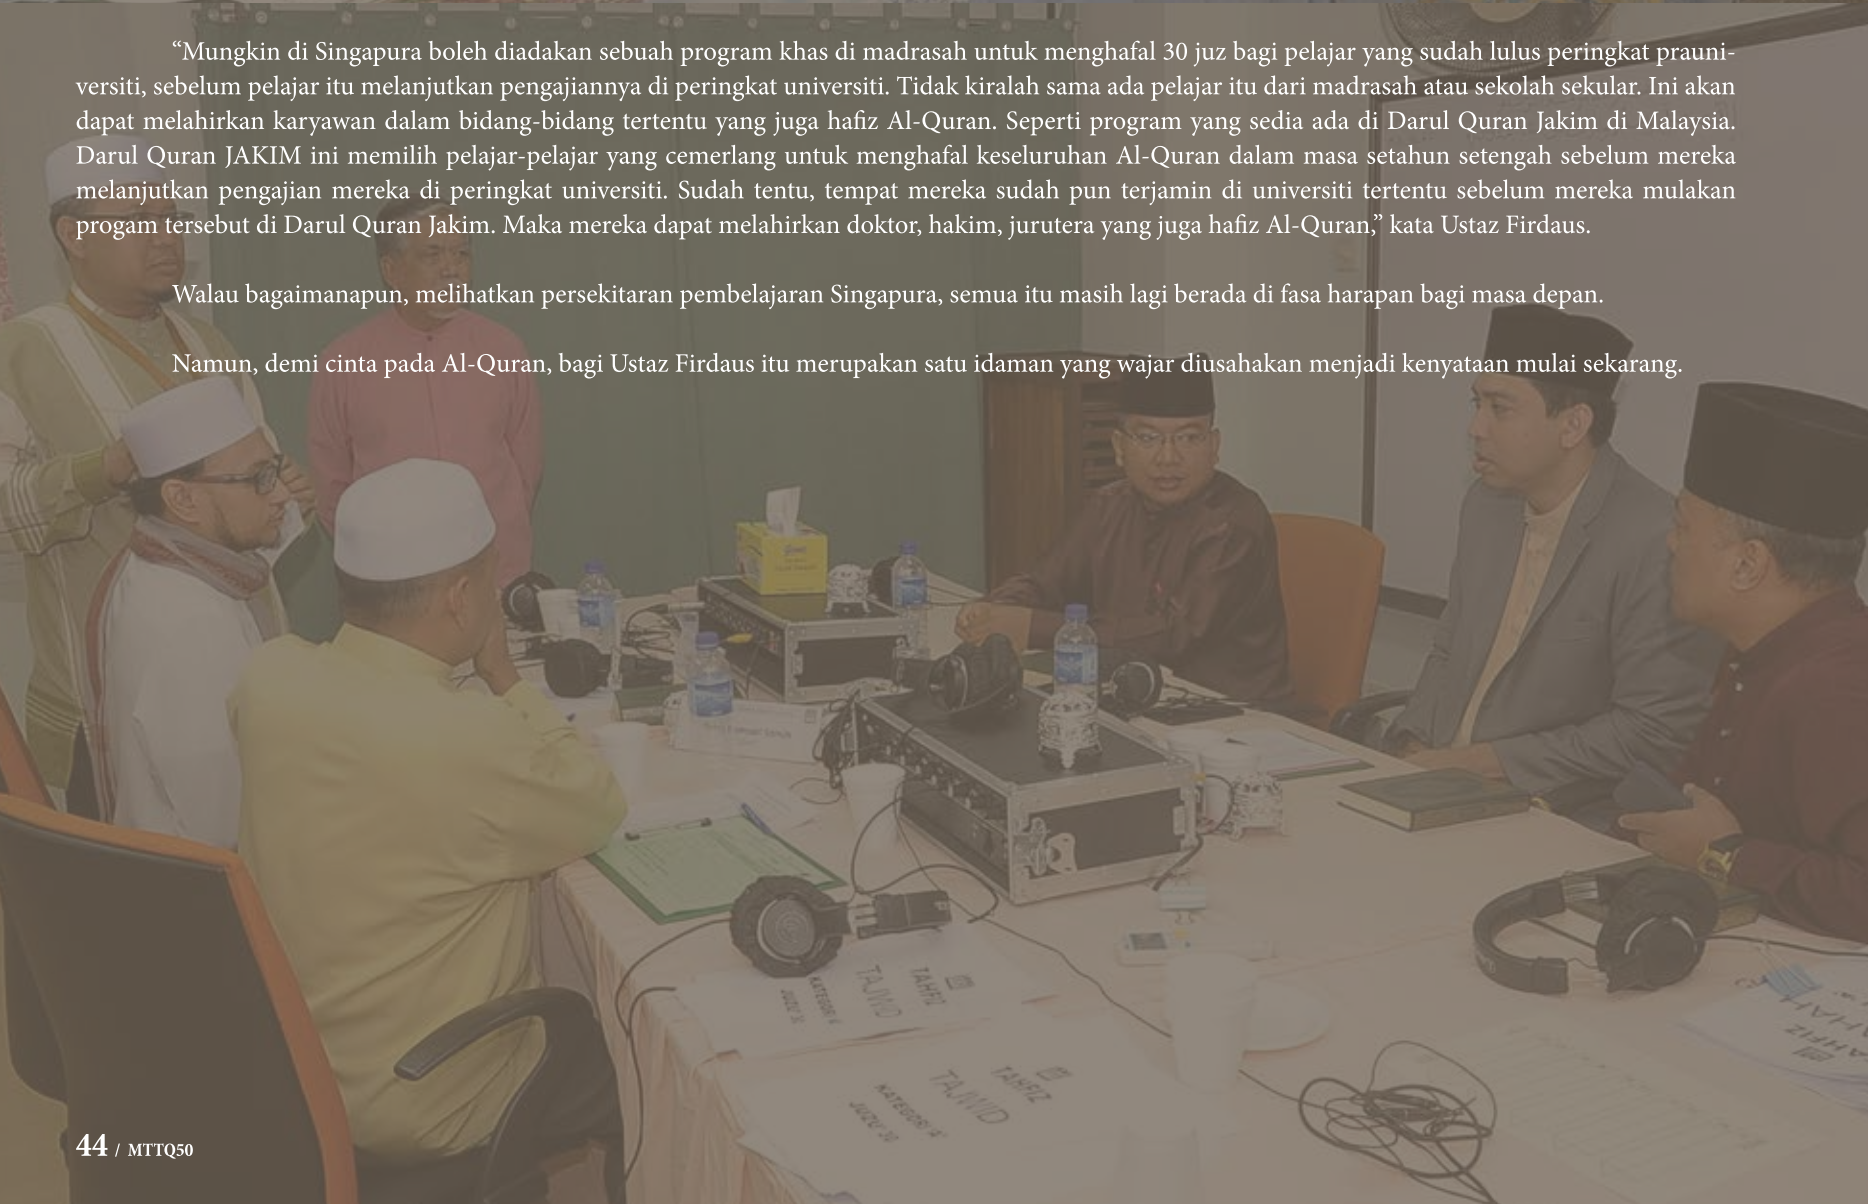 “Mungkin di Singapura boleh diadakan sebuah program khas di madrasah untuk menghafal 30 juz bagi pelajar yang sudah lulus peringkat prauni-
versiti, sebelum pelajar itu melanjutkan pengajiannya di peringkat universiti. Tidak kiralah sama ada pelajar itu dari madrasah atau sekolah sekular. Ini akan
dapat melahirkan karyawan dalam bidang-bidang tertentu yang juga hafiz Al-Quran. Seperti program yang sedia ada di Darul Quran Jakim di Malaysia.
Darul Quran JAKIM ini memilih pelajar-pelajar yang cemerlang untuk menghafal keseluruhan Al-Quran dalam masa setahun setengah sebelum mereka
melanjutkan pengajian mereka di peringkat universiti. Sudah tentu, tempat mereka sudah pun terjamin di universiti tertentu sebelum mereka mulakan
progam tersebut di Darul Quran Jakim. Maka mereka dapat melahirkan doktor, hakim, jurutera yang juga hafiz Al-Quran,” kata Ustaz Firdaus.
Walau bagaimanapun, melihatkan persekitaran pembelajaran Singapura, semua itu masih lagi berada di fasa harapan bagi masa depan.
Namun, demi cinta pada Al-Quran, bagi Ustaz Firdaus itu merupakan satu idaman yang wajar diusahakan menjadi kenyataan mulai sekarang.
TAHFIZ
TAJWID
KATEGORI A
TAHFIZ
TAJWID
KATEGORI A
44 / MTTQ50